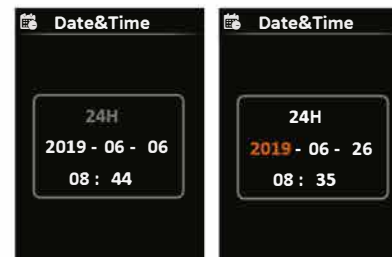 Date&Time
24H
2019 - 06 - 06
08 : 44
Date&Time
24H
2019 - 06 - 26
08 : 35